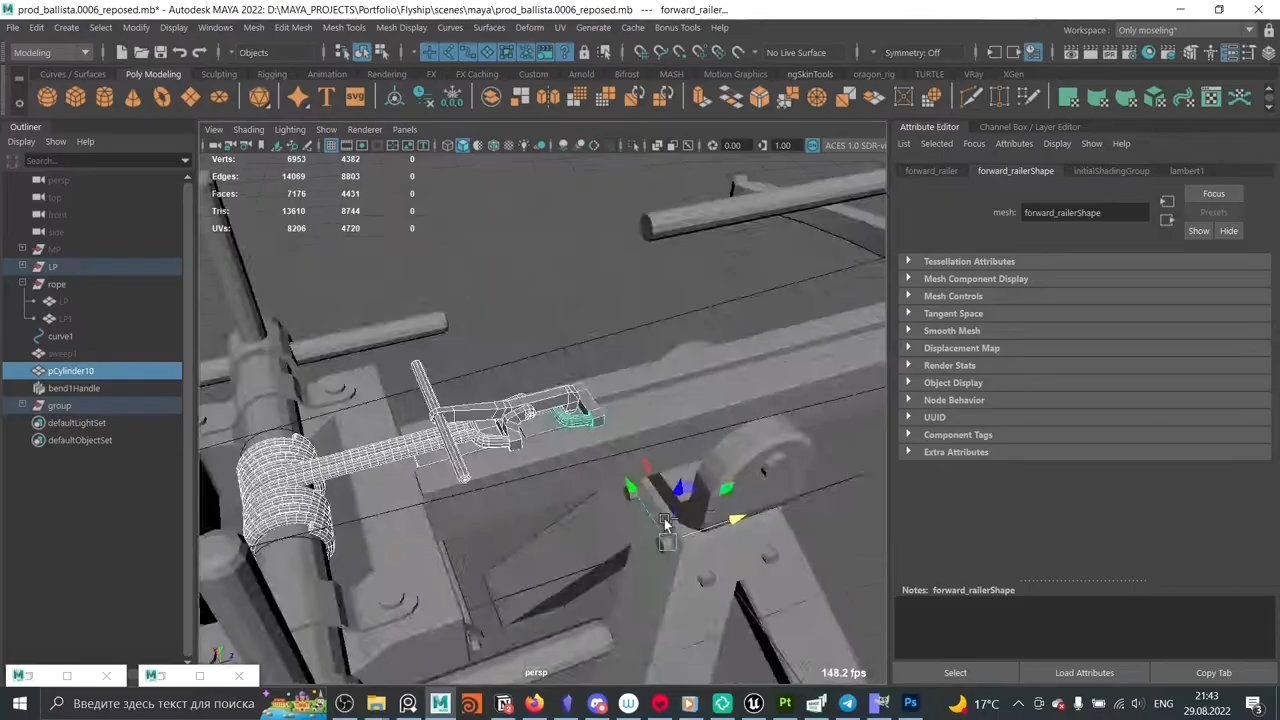 prod_ballista.0006_reposed.mb* - Autodesk MAYA 2022: D:\MAYA_PROJECTS\Portfolio\Flyship\scenes\maya\prod_ballista.0006_reposed.mb --- forward_railer...
File Edit Create Select Modify Display Windows Mesh Edit Mesh Mesh Tools Mesh Display Curves Surfaces Deform UV Generate Cache Bonus Tools Help
Workspace : Only moseling*
Modeling Objects No Live Surface Symmetry: Off
Curves / Surfaces Poly Modeling Sculpting Rigging Animation Rendering FX FX Caching Custom Arnold Bifrost MASH Motion Graphics ngSkinTools oragon_rig TURTLE VRay XGen
Outliner
Display Show Help
Search...
persp
top
front
side
MP
LP
rope
LP
LP1
curve1
sweep1
pCylinder10
bend1Handle
group
defaultLightSet
defaultObjectSet
View Shading Lighting Show Renderer Panels
0.00 1.00 ACES 1.0 SDR-vi
Verts: 6953 4382 0
Edges: 14069 8803 0
Faces: 7176 4431 0
Tris: 13610 8744 0
UVs: 8206 4720 0
persp
148.2 fps
Attribute Editor Channel Box / Layer Editor
List Selected Focus Attributes Display Show Help
forward_railer forward_railerShape initialShadingGroup lambert1
mesh: forward_railerShape
Focus
Presets
Show Hide
Tessellation Attributes
Mesh Component Display
Mesh Controls
Tangent Space
Smooth Mesh
Displacement Map
Render Stats
Object Display
Node Behavior
UUID
Component Tags
Extra Attributes
Notes: forward_railerShape
Select Load Attributes Copy Tab
Введите здесь текст для поиска
17°C
РУС
21:43
29.08.2022
3